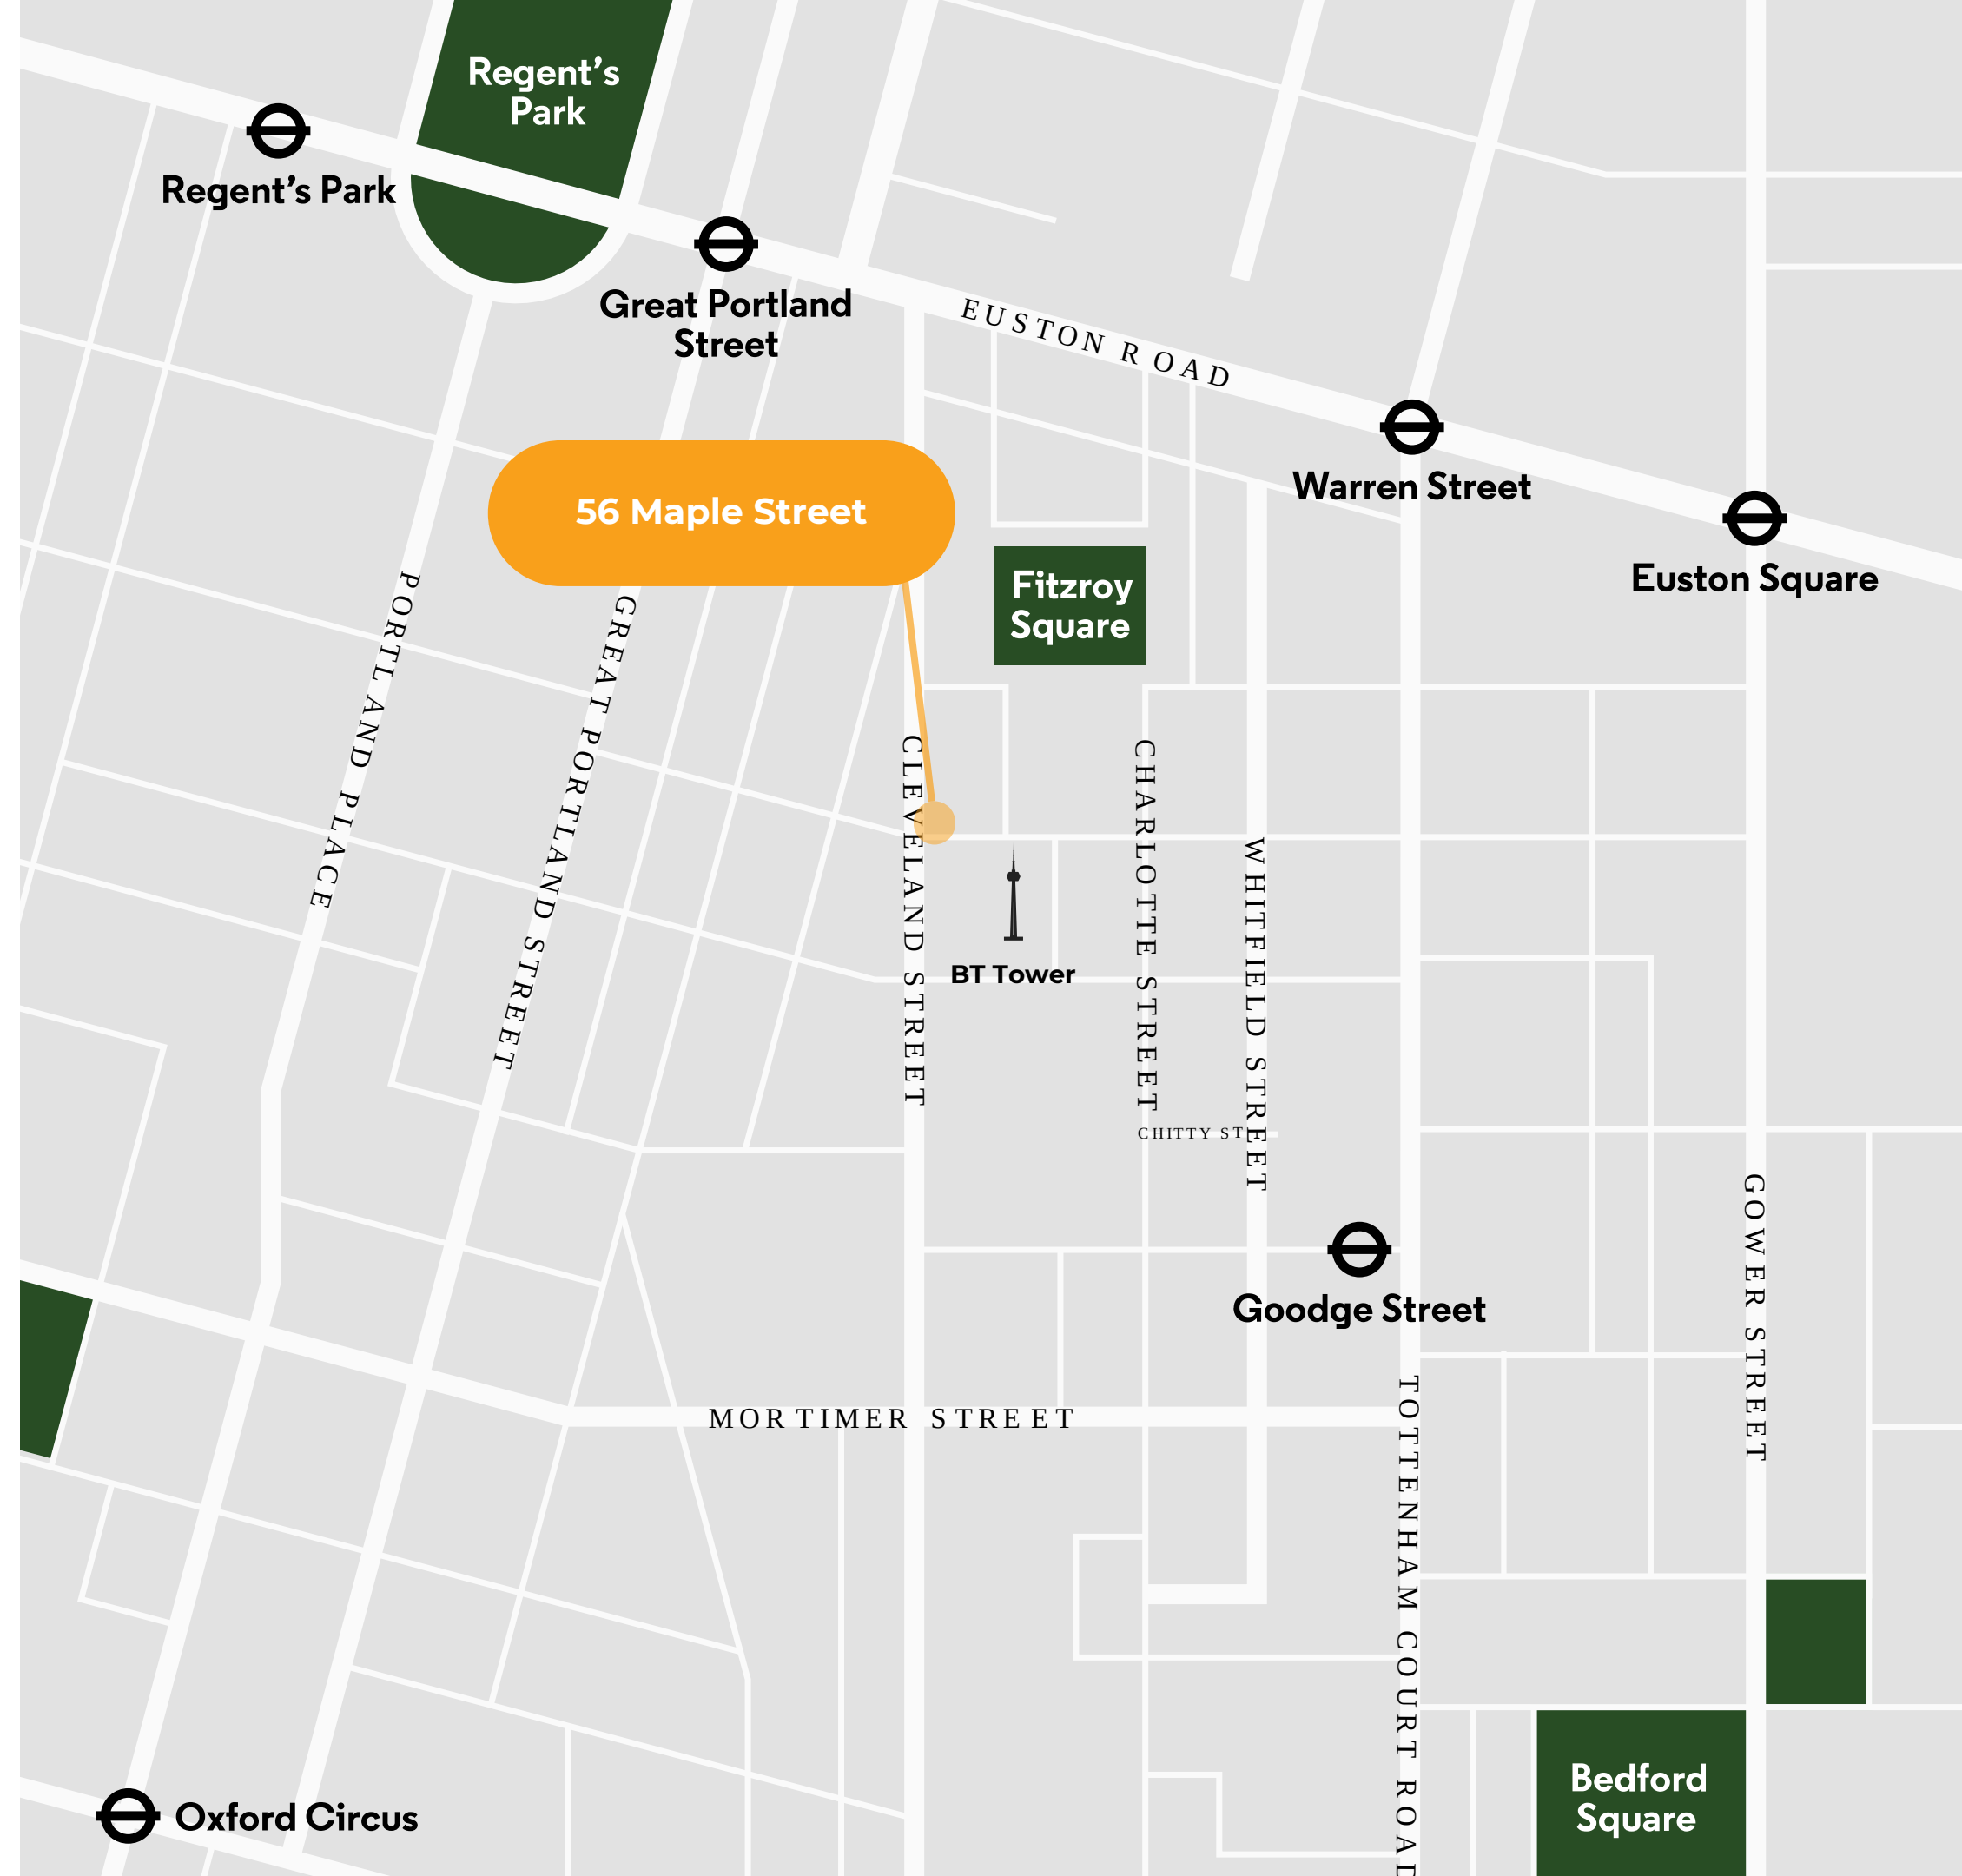 Regent's
Park
Regent's Park
Great Portland
Street
EUSTON ROAD
Warren Street
56 Maple Street
Euston Square
Fitzroy
Square
PORTLAND PLACE
GREAT PORTLAND STREET
CLEVELAND STREET
CHARLOTTE STREET
WHITFIELD STREET
BT Tower
CHITTY ST
GOWER STREET
Goodge Street
TOTTENHAM COURT ROAD
MORTIMER STREET
Bedford
Square
Oxford Circus